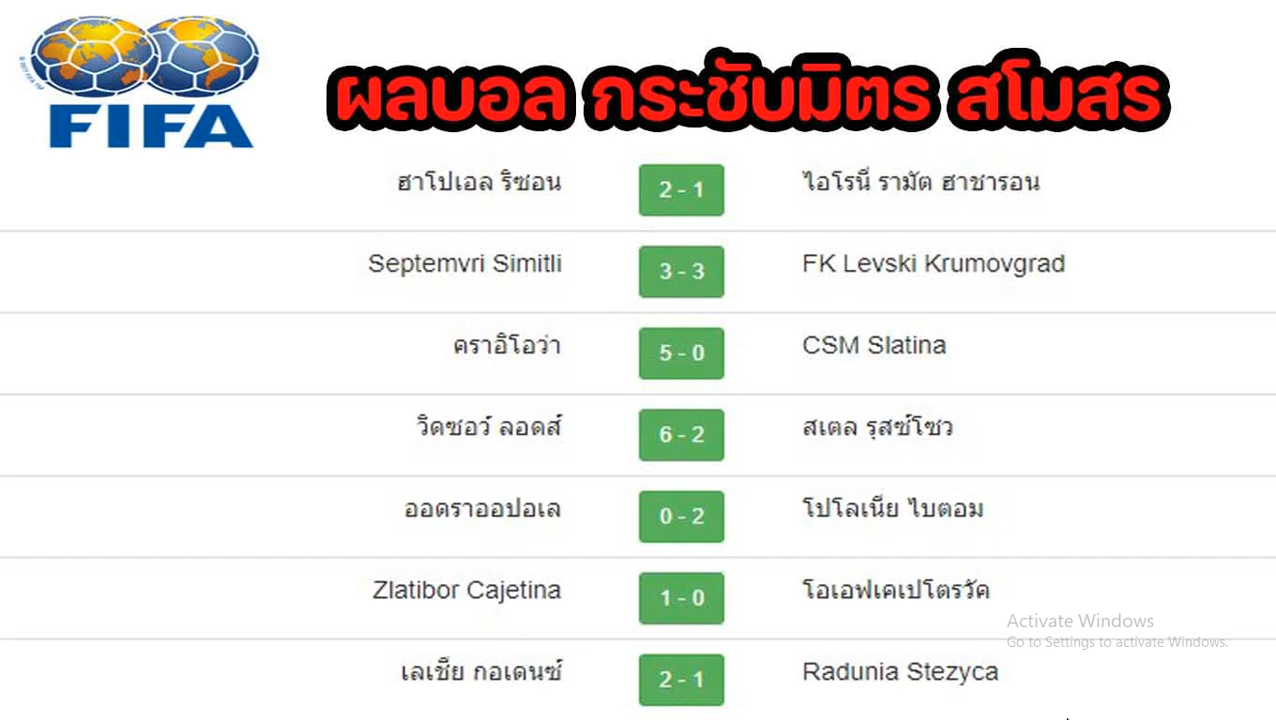 FIFA
ผลบอล กระชับมิตร สโมสร
ฮาโปเอล ริซอน 2 - 1 ไอโรนี่ รามัต ฮาชารอน
Septemvri Simitli 3 - 3 FK Levski Krumovgrad
คราอิโอว่า 5 - 0 CSM Slatina
วิดซอว์ ลอดส์ 6 - 2 สเตล รุสซ์โซว
ออดราออปอเล 0 - 2 โปโลเนีย ไบตอม
Zlatibor Cajetina 1 - 0 โอเอฟเคเปโตรวัค
เลเชีย กอเดนซ์ 2 - 1 Radunia Stezyca
Activate Windows
Go to Settings to activate Windows.